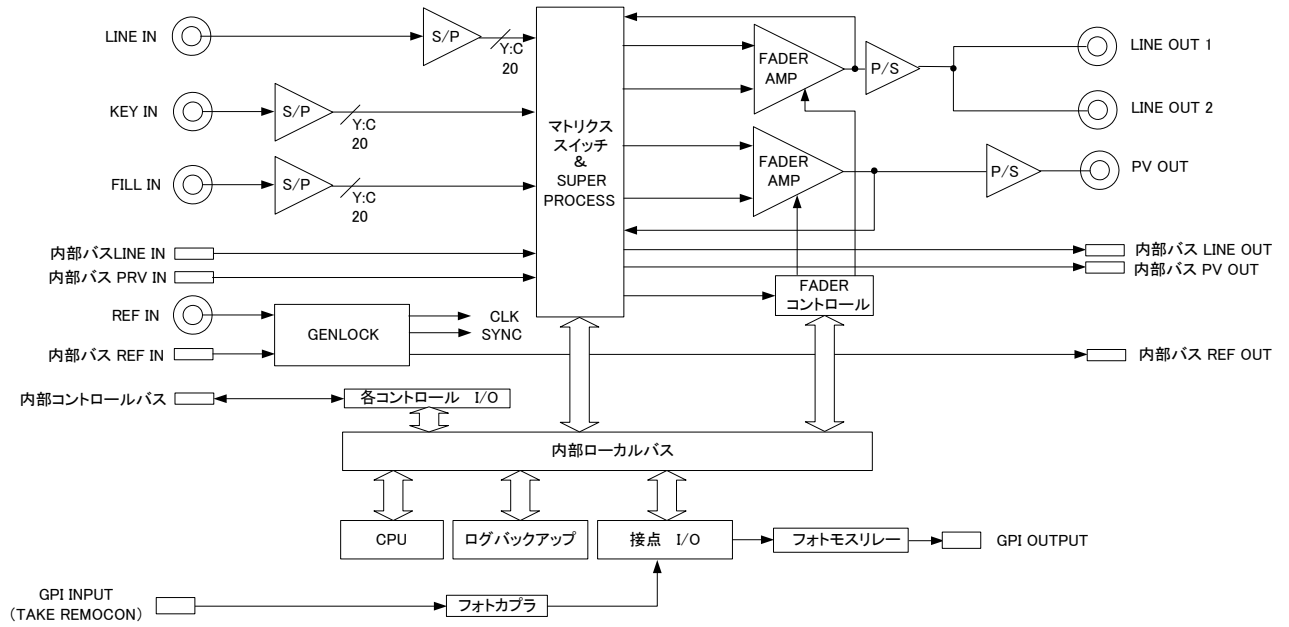 LINE IN
S/P
Y:C
20
KEY IN
S/P
Y:C
20
FILL IN
S/P
Y:C
20
内部バスLINE IN
内部バス PRV IN
REF IN
内部バス REF IN
GENLOCK
CLK
SYNC
マトリクス
スイッチ
&
SUPER
PROCESS
FADER
AMP
P/S
LINE OUT 1
LINE OUT 2
FADER
AMP
P/S
PV OUT
内部バス LINE OUT
内部バス PV OUT
FADER
コントロール
内部バス REF OUT
内部コントロールバス
各コントロール I/O
内部ローカルバス
CPU
ログバックアップ
接点 I/O
フォトモスリレー
GPI OUTPUT
GPI INPUT
(TAKE REMOCON)
フォトカプラ